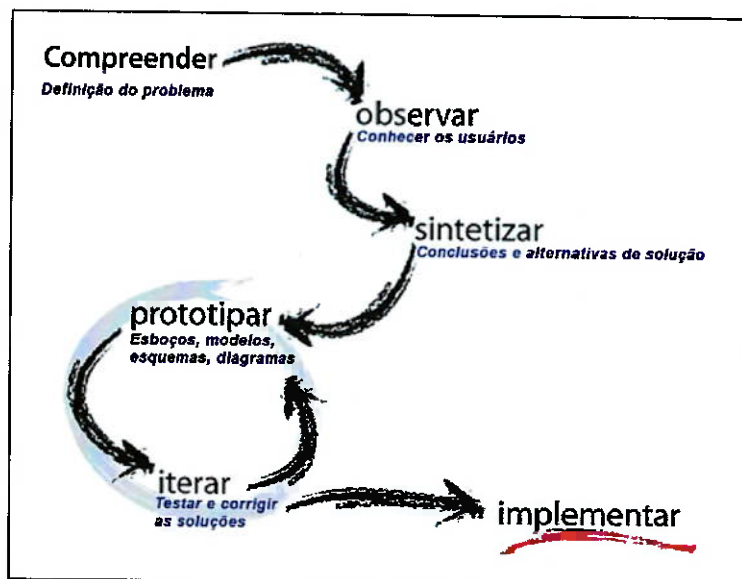 Compreender
Definição do problema
observar
Conhecer os usuários
sintetizar
Conclusões e alternativas de solução
prototipar
Esboços, modelos,
esquemas, diagramas
iterar
Testar e corrigir
as soluções
implementar